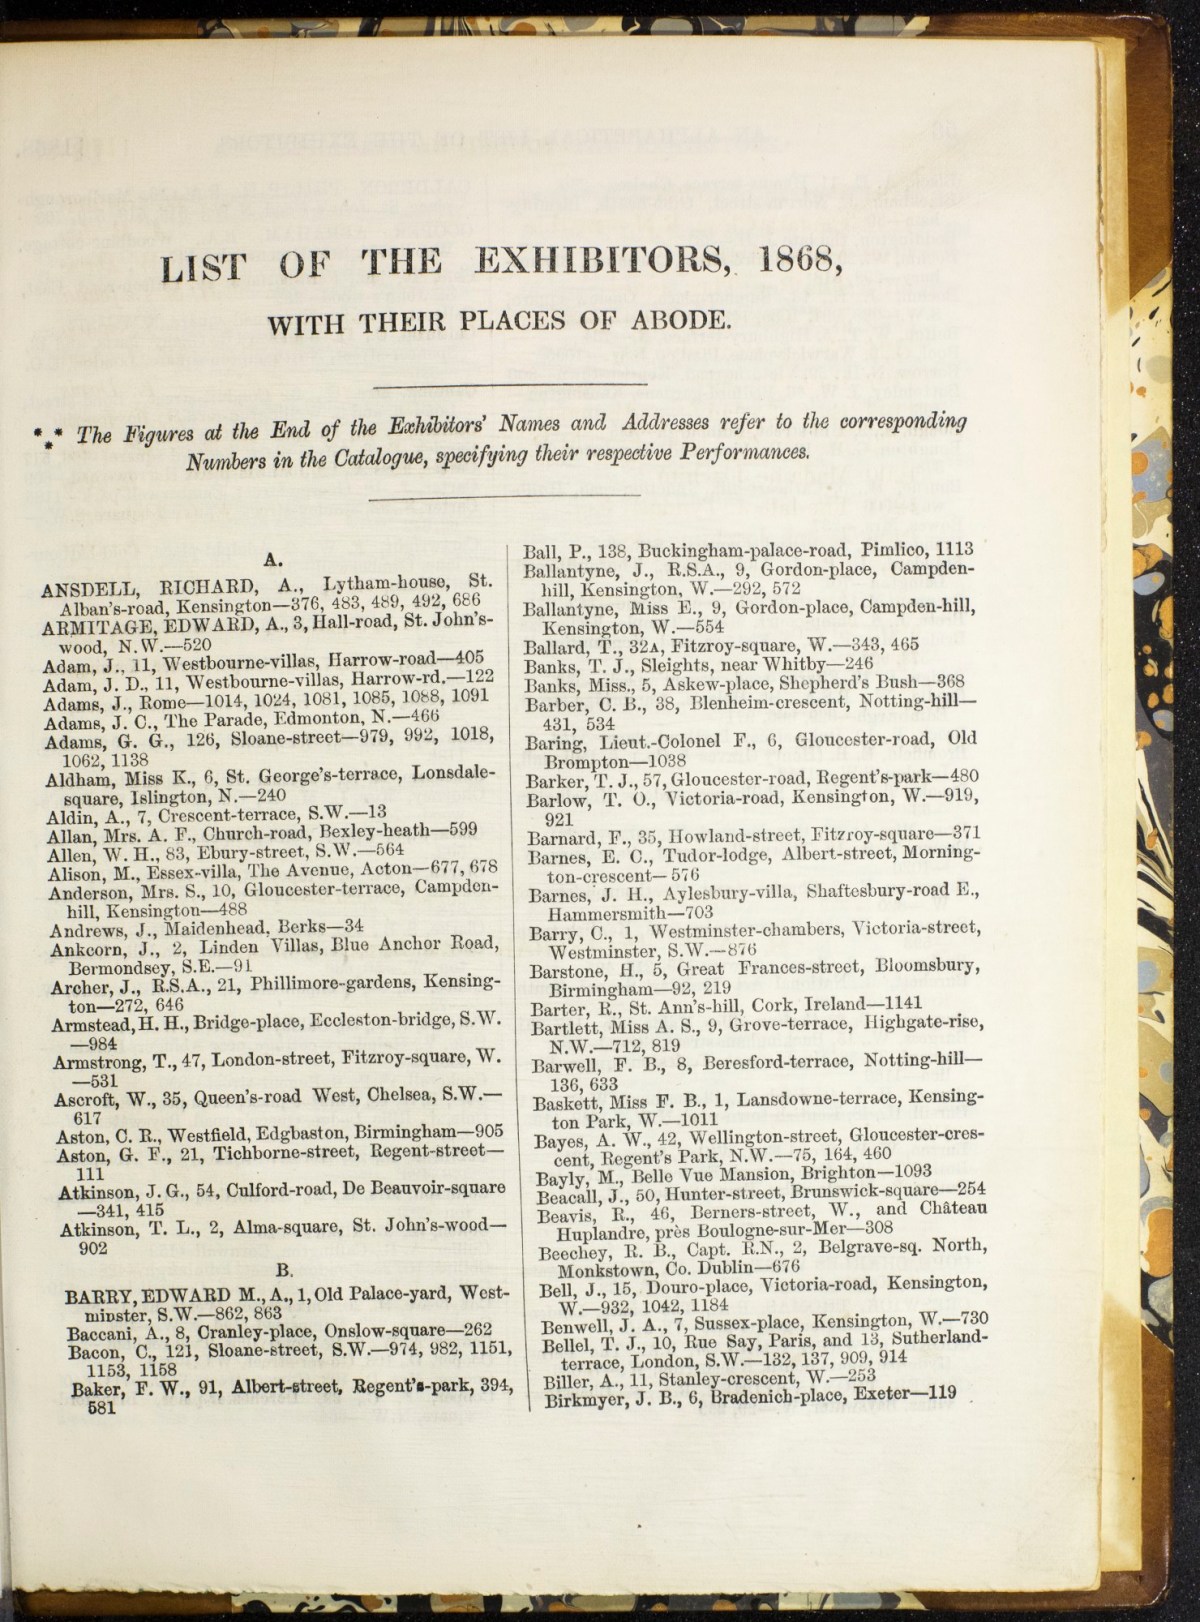 LIST OF THE EXHIBITORS, 1868,
WITH THEIR PLACES OF ABODE.
*** The Figures at the End of the Exhibitors' Names and Addresses refer to the corresponding
Numbers in the Catalogue, specifying their respective Performances.
A.
ANSDELL, RICHARD, A., Lytham-house, St.
Alban's-road, Kensington—376, 483, 489, 492, 686
ARMITAGE, EDWARD, A., 3, Hall-road, St. John's-
wood, N.W.—520
Adam, J., 11, Westbourne-villas, Harrow-road—405
Adam, J. D., 11, Westbourne-villas, Harrow-rd.—122
Adams, J., Rome—1014, 1024, 1081, 1085, 1088, 1091
Adams, J. C., The Parade, Edmonton, N.—466
Adams, G. G., 126, Sloane-street—979, 992, 1018,
1062, 1138
Aldham, Miss K., 6, St. George's-terrace, Lonsdale-
square, Islington, N.—240
Aldin, A., 7, Crescent-terrace, S.W.—13
Allan, Mrs. A. F., Church-road, Bexley-heath—599
Allen, W. H., 83, Ebury-street, S.W.—564
Alison, M., Essex-villa, The Avenue, Acton—677, 678
Anderson, Mrs. S., 10, Gloucester-terrace, Campden-
hill, Kensington—488
Andrews, J., Maidenhead, Berks—34
Ankcorn, J., 2, Linden Villas, Blue Anchor Road,
Bermondsey, S.E.—91
Archer, J., R.S.A., 21, Phillimore-gardens, Kensing-
ton—272, 646
Armstead, H. H., Bridge-place, Eccleston-bridge, S.W.
—984
Armstrong, T., 47, London-street, Fitzroy-square, W.
—531
Ascroft, W., 35, Queen's-road West, Chelsea, S.W.—
617
Aston, C. R., Westfield, Edgbaston, Birmingham—905
Aston, G. F., 21, Tichborne-street, Regent-street—
111
Atkinson, J. G., 54, Culford-road, De Beauvoir-square
—341, 415
Atkinson, T. L., 2, Alma-square, St. John's-wood—
902
B.
BARRY, EDWARD M., A., 1, Old Palace-yard, West-
minster, S.W.—862, 863
Baccani, A., 8, Cranley-place, Onslow-square—262
Bacon, C., 121, Sloane-street, S.W.—974, 982, 1151,
1153, 1158
Baker, F. W., 91, Albert-street, Regent's-park, 394,
581
Ball, P., 138, Buckingham-palace-road, Pimlico, 1113
Ballantyne, J., R.S.A., 9, Gordon-place, Campden-
hill, Kensington, W.—292, 572
Ballantyne, Miss E., 9, Gordon-place, Campden-hill,
Kensington, W.—554
Ballard, T., 32A, Fitzroy-square, W.—343, 465
Banks, T. J., Sleights, near Whitby—246
Banks, Miss., 5, Askew-place, Shepherd's Bush—368
Barber, C. B., 38, Blenheim-crescent, Notting-hill—
431, 534
Baring, Lieut.-Colonel F., 6, Gloucester-road, Old
Brompton—1038
Barker, T. J., 57, Gloucester-road, Regent's-park—480
Barlow, T. O., Victoria-road, Kensington, W.—919,
921
Barnard, F., 35, Howland-street, Fitzroy-square—371
Barnes, E. C., Tudor-lodge, Albert-street, Morning-
ton-crescent—576
Barnes, J. H., Aylesbury-villa, Shaftesbury-road E.,
Hammersmith—703
Barry, C., 1, Westminster-chambers, Victoria-street,
Westminster, S.W.—876
Barstone, H., 5, Great Frances-street, Bloomsbury,
Birmingham—92, 219
Barter, R., St. Ann's-hill, Cork, Ireland—1141
Bartlett, Miss A. S., 9, Grove-terrace, Highgate-rise,
N.W.—712, 819
Barwell, F. B., 8, Beresford-terrace, Notting-hill—
136, 633
Baskett, Miss F. B., 1, Lansdowne-terrace, Kensing-
ton Park, W.—1011
Bayes, A. W., 42, Wellington-street, Gloucester-cres-
cent, Regent's Park, N.W.—75, 164, 460
Bayly, M., Belle Vue Mansion, Brighton—1093
Beacall, J., 50, Hunter-street, Brunswick-square—254
Beavis, R., 46, Berners-street, W., and Château
Huplandre, près Boulogne-sur-Mer—308
Beechey, R. B., Capt. R.N., 2, Belgrave-sq. North,
Monkstown, Co. Dublin—676
Bell, J., 15, Douro-place, Victoria-road, Kensington,
W.—932, 1042, 1184
Benwell, J. A., 7, Sussex-place, Kensington, W.—730
Bellel, T. J., 10, Rue Say, Paris, and 13, Sutherland-
terrace, London, S.W.—132, 137, 909, 914
Biller, A., 11, Stanley-crescent, W.—253
Birkmyer, J. B., 6, Bradenich-place, Exeter—119